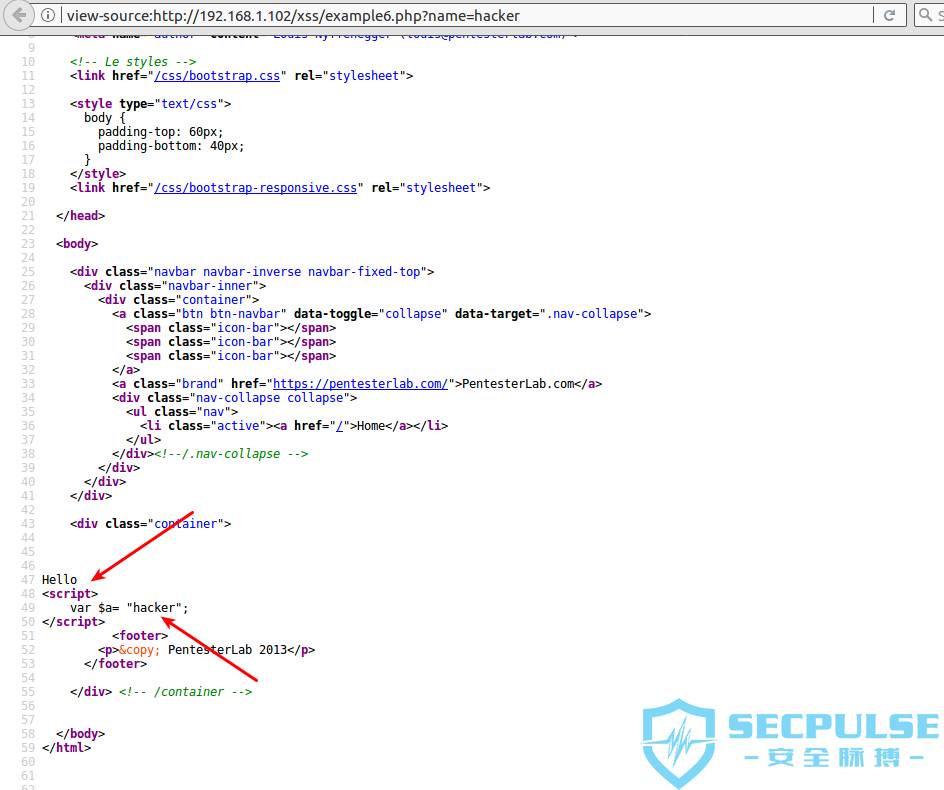 view-source:http://192.168.1.102/xss/example6.php?name=hacker
9
10 <!-- Le styles -->
11 <link href="/css/bootstrap.css" rel="stylesheet">
12
13 <style type="text/css">
14 body {
15 padding-top: 60px;
16 padding-bottom: 40px;
17 }
18 </style>
19 <link href="/css/bootstrap-responsive.css" rel="stylesheet">
20
21 </head>
22
23 <body>
24
25 <div class="navbar navbar-inverse navbar-fixed-top">
26 <div class="navbar-inner">
27 <div class="container">
28 <a class="btn btn-navbar" data-toggle="collapse" data-target=".nav-collapse">
29 <span class="icon-bar"></span>
30 <span class="icon-bar"></span>
31 <span class="icon-bar"></span>
32 </a>
33 <a class="brand" href="https://pentesterlab.com/">PentesterLab.com</a>
34 <div class="nav-collapse collapse">
35 <ul class="nav">
36 <li class="active"><a href="/">Home</a></li>
37 </ul>
38 </div><!--/.nav-collapse -->
39 </div>
40 </div>
41 </div>
42
43 <div class="container">
44
45
46
47 Hello
48 <script>
49 var $a= "hacker";
50 </script>
51 <footer>
52 <p>&copy; PentesterLab 2013</p>
53 </footer>
54
55 </div> <!-- /container -->
56
57
58 </body>
59 </html>
60
61
SECPULSE
安全脉搏